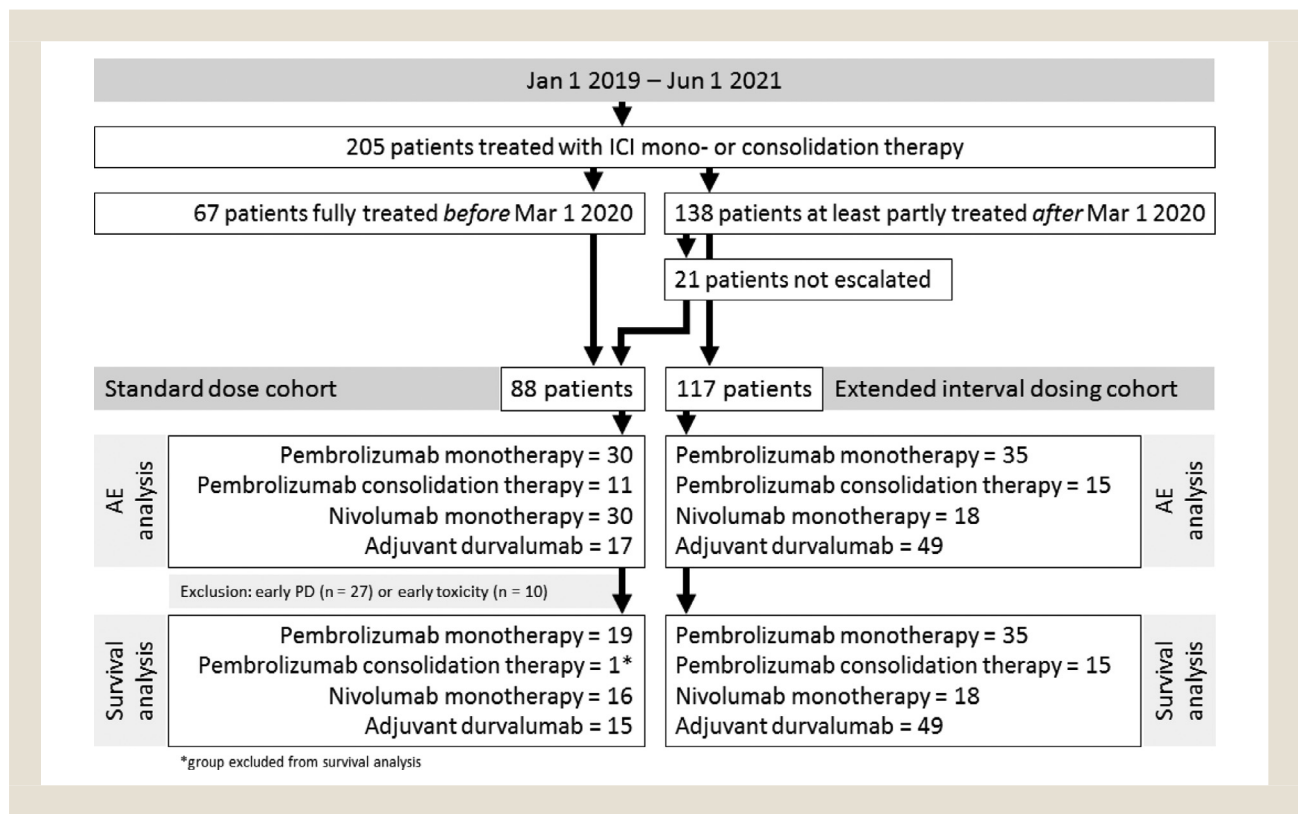 Jan 1 2019 – Jun 1 2021
205 patients treated with ICI mono- or consolidation therapy
67 patients fully treated before Mar 1 2020
138 patients at least partly treated after Mar 1 2020
21 patients not escalated
Standard dose cohort
88 patients
117 patients
Extended interval dosing cohort
AE
analysis
Pembrolizumab monotherapy = 30
Pembrolizumab consolidation therapy = 11
Nivolumab monotherapy = 30
Adjuvant durvalumab = 17
Pembrolizumab monotherapy = 35
Pembrolizumab consolidation therapy = 15
Nivolumab monotherapy = 18
Adjuvant durvalumab = 49
AE
analysis
Exclusion: early PD (n = 27) or early toxicity (n = 10)
Survival
analysis
Pembrolizumab monotherapy = 19
Pembrolizumab consolidation therapy = 1*
Nivolumab monotherapy = 16
Adjuvant durvalumab = 15
Pembrolizumab monotherapy = 35
Pembrolizumab consolidation therapy = 15
Nivolumab monotherapy = 18
Adjuvant durvalumab = 49
Survival
analysis
*group excluded from survival analysis